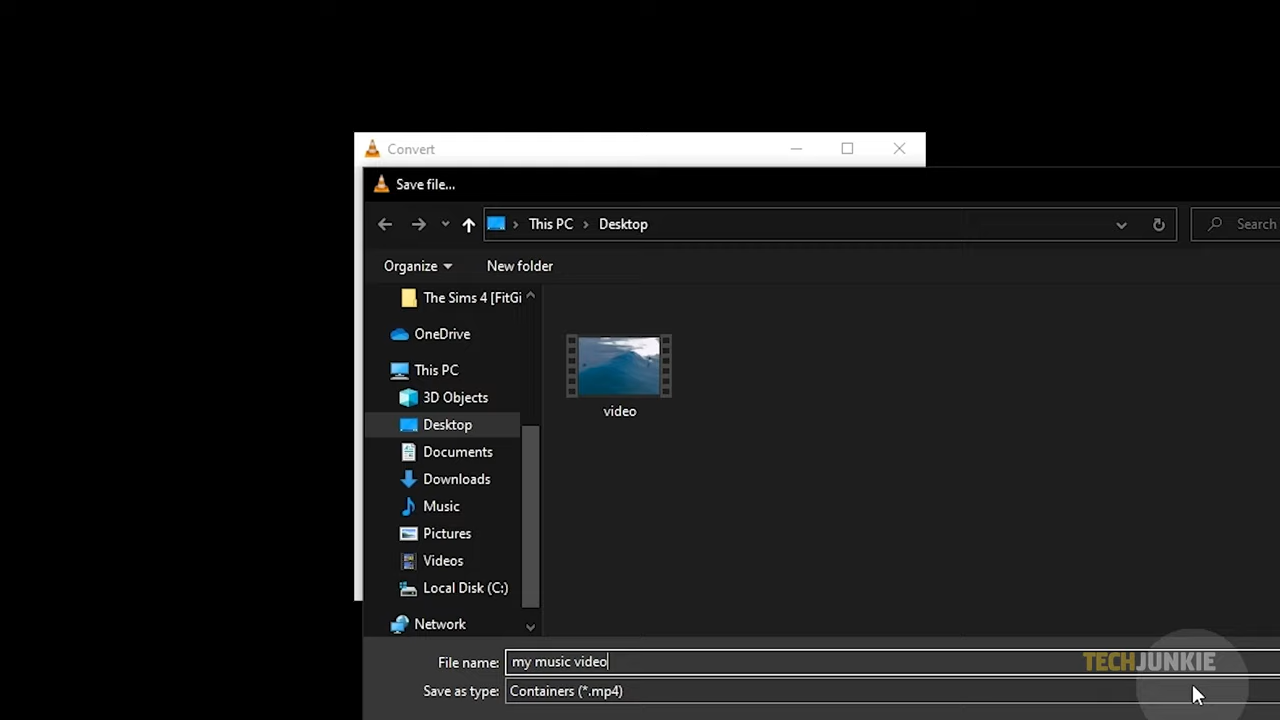 Convert
Save file...
This PC
Desktop
Search
Organize
New folder
The Sims 4 [FitGi
OneDrive
This PC
3D Objects
Desktop
Documents
Downloads
Music
Pictures
Videos
Local Disk (C:)
Network
video
File name: my music video
TECHJUNKIE
Save as type: Containers (*.mp4)